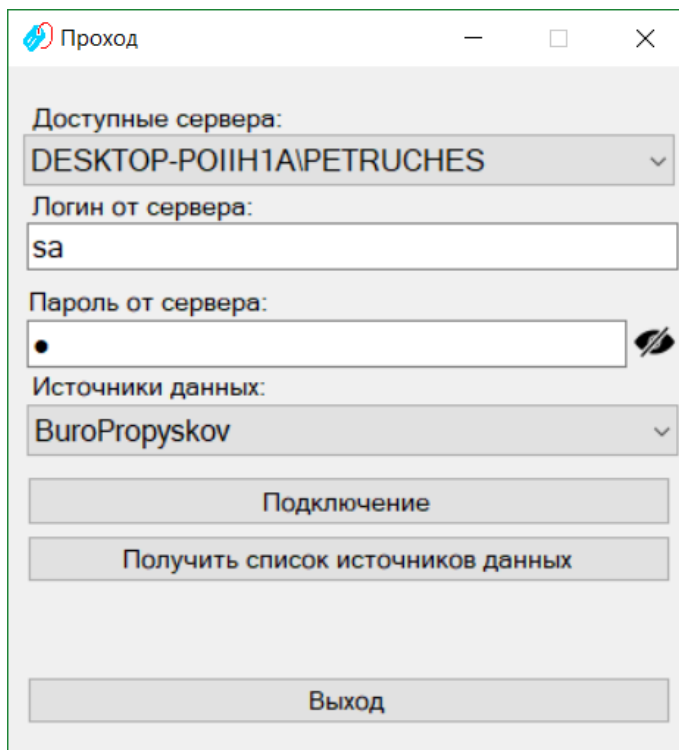 Проход
Доступные сервера:
DESKTOP-POIIH1A\PETRUCHES
Логин от сервера:
sa
Пароль от сервера:
●
Источники данных:
BuroPropyskov
Подключение
Получить список источников данных
Выход